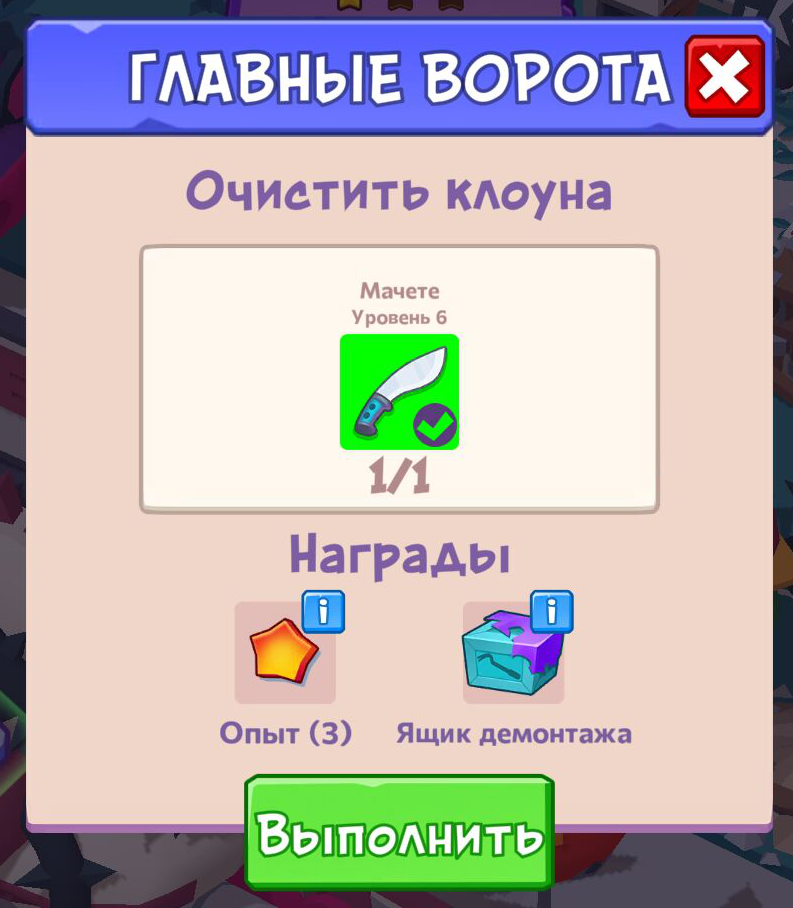 ГЛАВНЫЕ ВОРОТА
Очистить клоуна
Мачете
Уровень 6
1/1
Награды
i
i
Опыт (3)
Ящик демонтажа
Выполнить